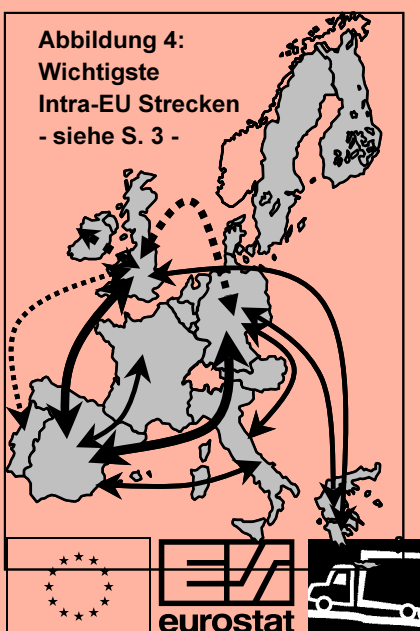 Abbildung 4:
Wichtigste
Intra-EU Strecken
- siehe S. 3 -
eurostat